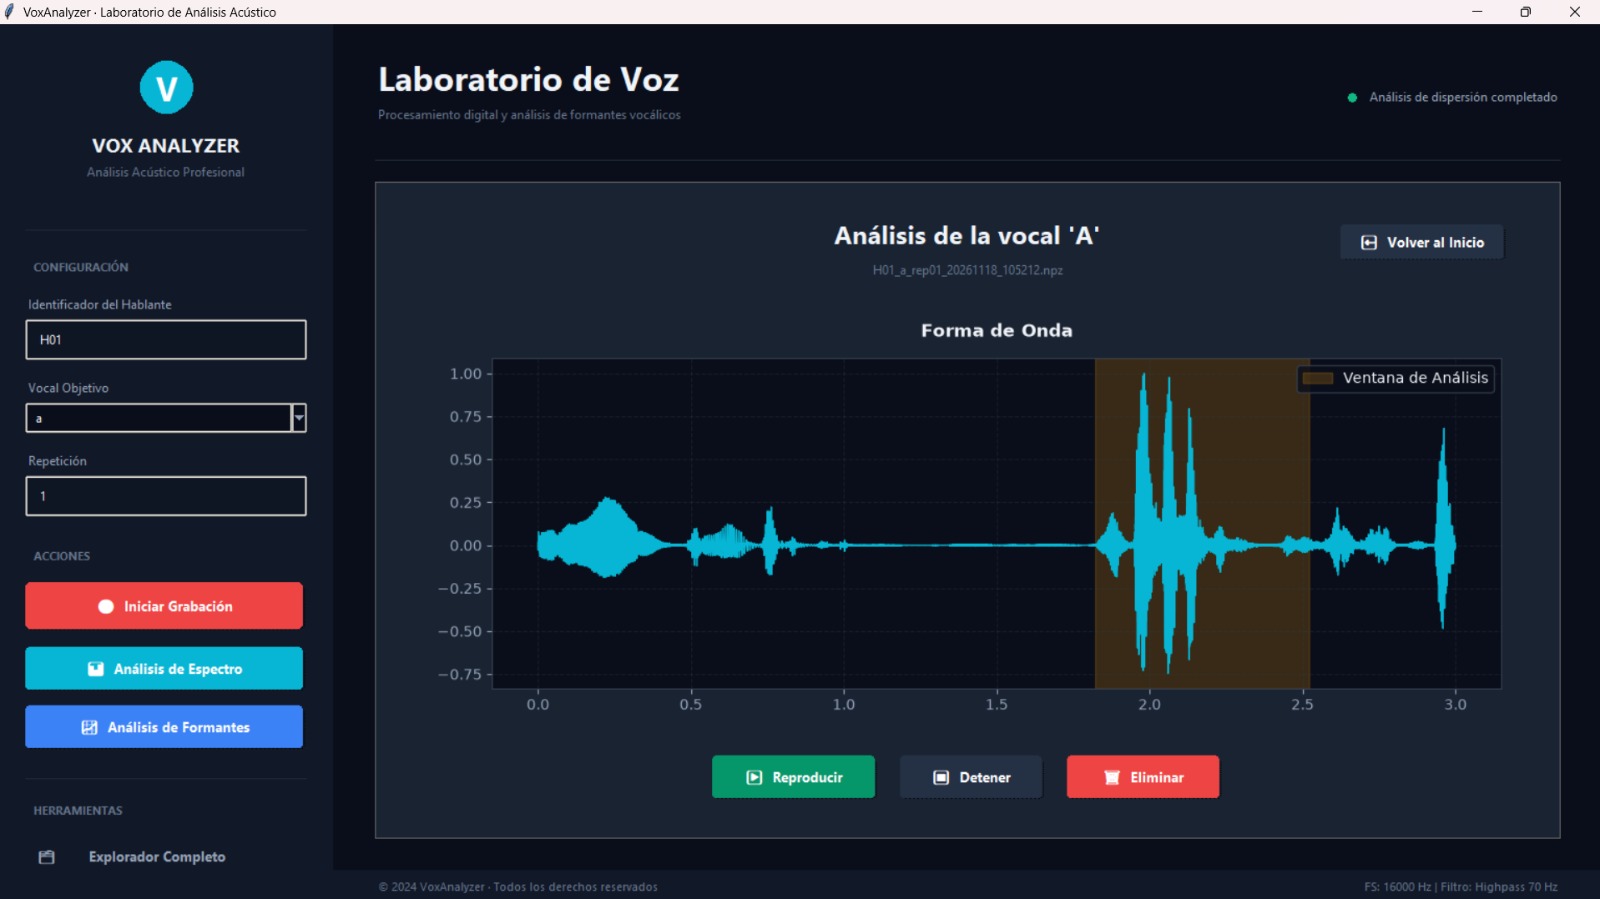 VoxAnalyzer · Laboratorio de Análisis Acústico
V
VOX ANALYZER
Análisis Acústico Profesional
CONFIGURACIÓN
Identificador del Hablante
H01
Vocal Objetivo
a
Repetición
1
ACCIONES
Iniciar Grabación
Análisis de Espectro
Análisis de Formantes
HERRAMIENTAS
Explorador Completo
Laboratorio de Voz
Procesamiento digital y análisis de formantes vocálicos
Análisis de dispersión completado
Análisis de la vocal 'A'
H01_a_rep01_20261118_105212.npz
Volver al Inicio
Forma de Onda
Ventana de Análisis
1.00
0.75
0.50
0.25
0.00
−0.25
−0.50
−0.75
0.0 0.5 1.0 1.5 2.0 2.5 3.0
Reproducir
Detener
Eliminar
© 2024 VoxAnalyzer · Todos los derechos reservados
FS: 16000 Hz | Filtro: Highpass 70 Hz